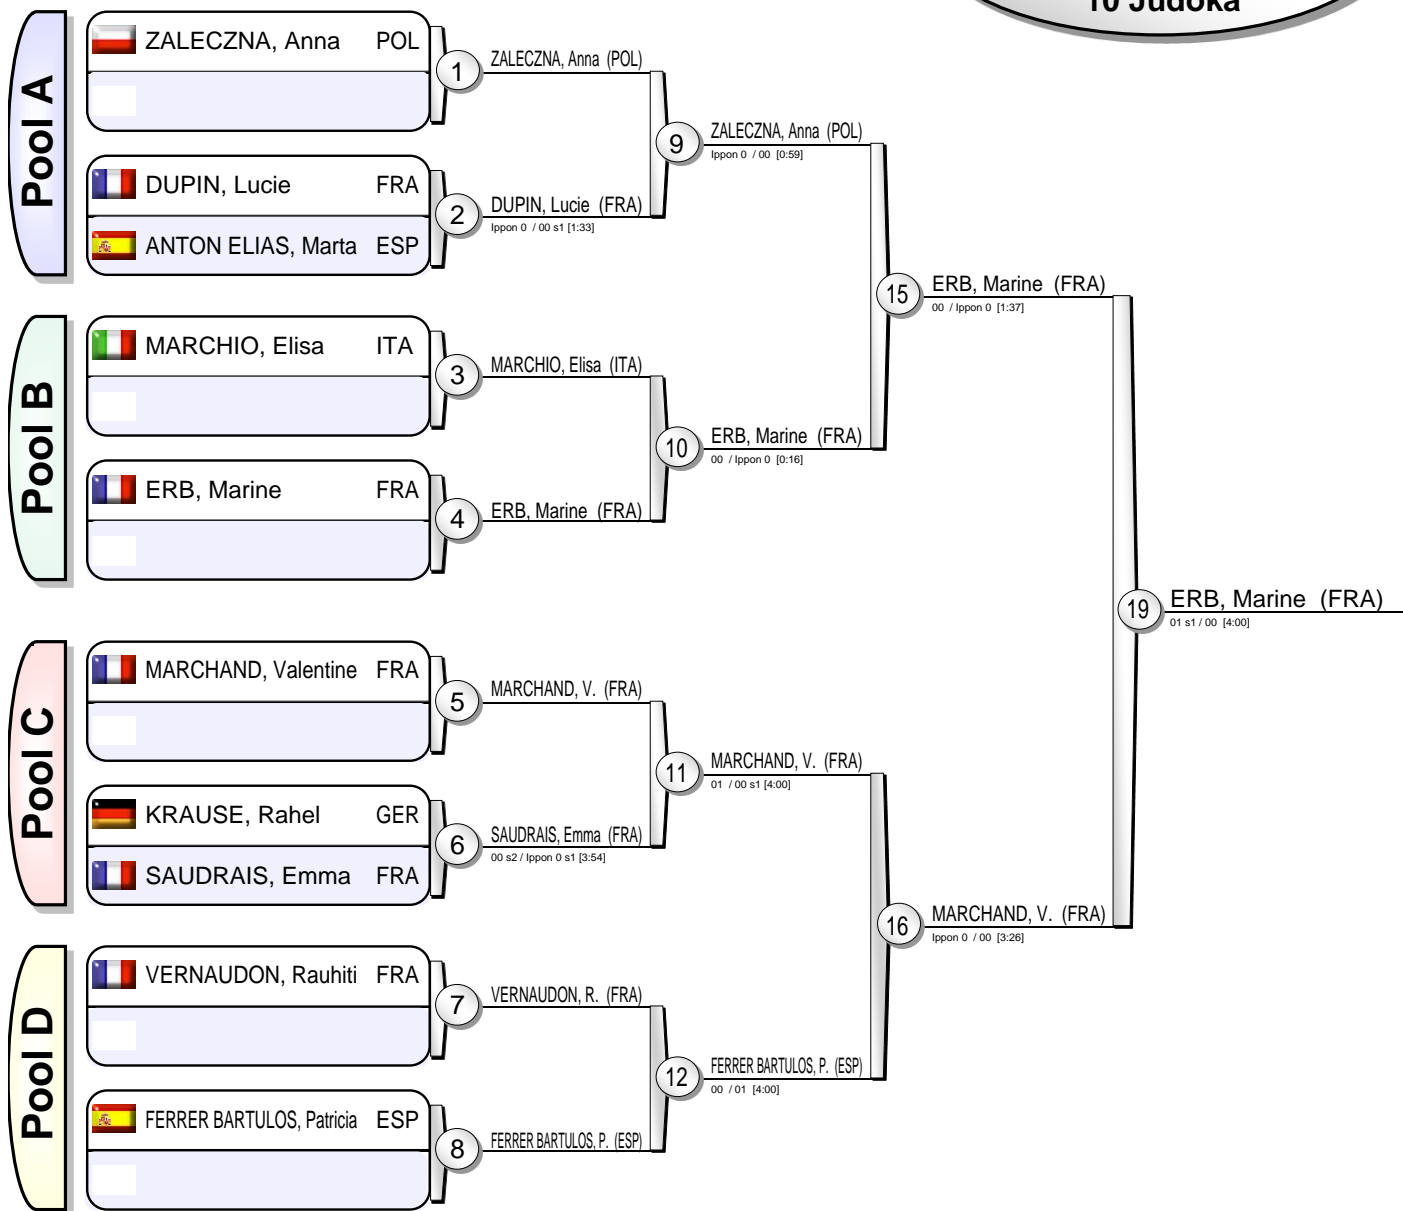 10 Judoka
Pool A
ZALECZNA, Anna POL
1
ZALECZNA, Anna (POL)
DUPIN, Lucie FRA
ANTON ELIAS, Marta ESP
2
DUPIN, Lucie (FRA)
Ippon 0 / 00 s1 [1:33]
9
ZALECZNA, Anna (POL)
Ippon 0 / 00 [0:59]
Pool B
MARCHIO, Elisa ITA
3
MARCHIO, Elisa (ITA)
ERB, Marine FRA
4
ERB, Marine (FRA)
10
ERB, Marine (FRA)
00 / Ippon 0 [0:16]
15
ERB, Marine (FRA)
00 / Ippon 0 [1:37]
Pool C
MARCHAND, Valentine FRA
5
MARCHAND, V. (FRA)
KRAUSE, Rahel GER
SAUDRAIS, Emma FRA
6
SAUDRAIS, Emma (FRA)
00 s2 / Ippon 0 s1 [3:54]
11
MARCHAND, V. (FRA)
01 / 00 s1 [4:00]
Pool D
VERNAUDON, Rauhiti FRA
7
VERNAUDON, R. (FRA)
FERRER BARTULOS, Patricia ESP
8
FERRER BARTULOS, P. (ESP)
12
FERRER BARTULOS, P. (ESP)
00 / 01 [4:00]
16
MARCHAND, V. (FRA)
Ippon 0 / 00 [3:26]
19
ERB, Marine (FRA)
01 s1 / 00 [4:00]